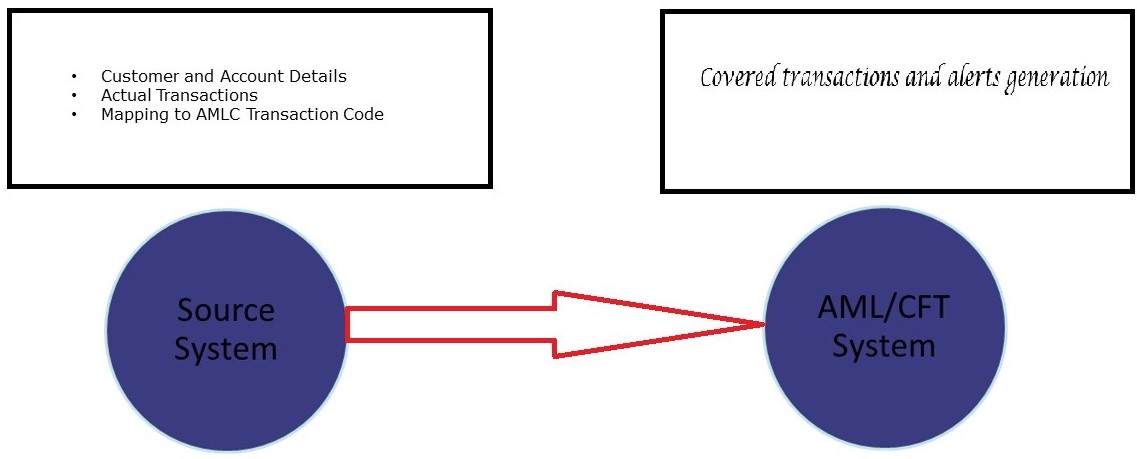 • Customer and Account Details
• Actual Transactions
• Mapping to AMLC Transaction Code
Covered transactions and alerts generation
Source
System
AML/CFT
System